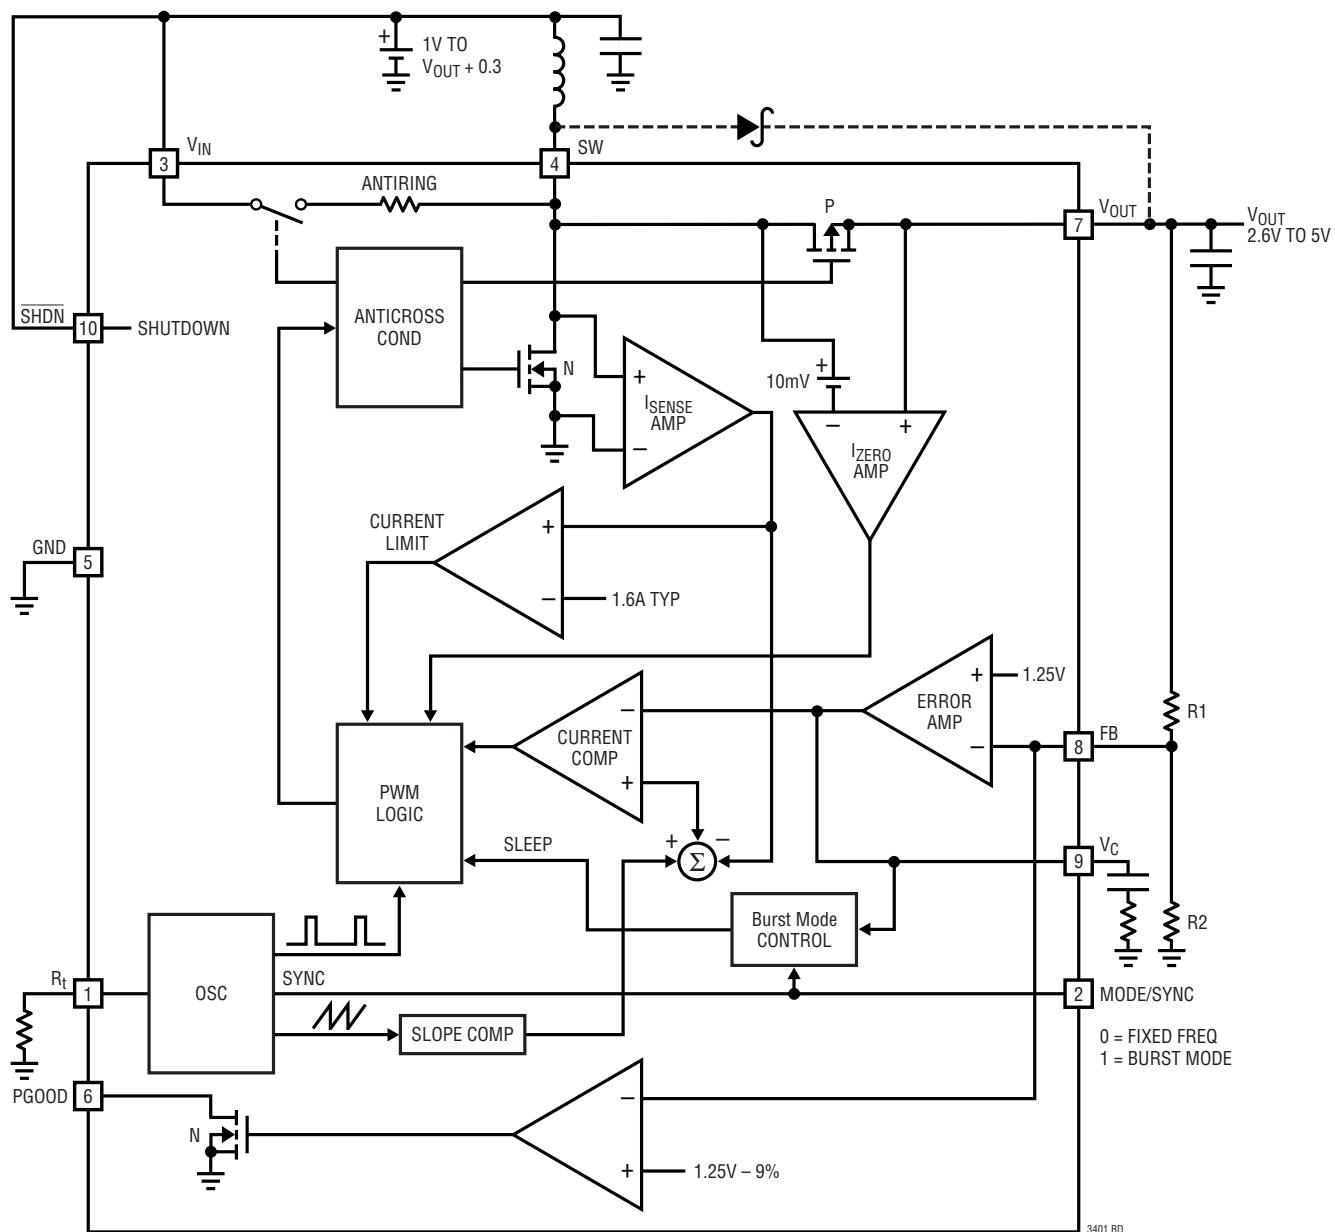 +
1V TO
VOUT + 0.3
VIN
3
4
SW
ANTIRING
P
7
VOUT
VOUT
2.6V TO 5V
SHDN
10
SHUTDOWN
ANTICROSS
COND
N
+
ISENSE
AMP
–
+
10mV
–
+
IZERO
AMP
CURRENT
LIMIT
+
–
1.6A TYP
GND
5
+
1.25V
ERROR
AMP
–
R1
8
FB
–
CURRENT
COMP
+
PWM
LOGIC
SLEEP
+
–
Σ
9
VC
Burst Mode
CONTROL
R2
Rt
1
OSC
SYNC
2
MODE/SYNC
0 = FIXED FREQ
1 = BURST MODE
SLOPE COMP
PGOOD
6
N
–
+
1.25V – 9%
3401 BD